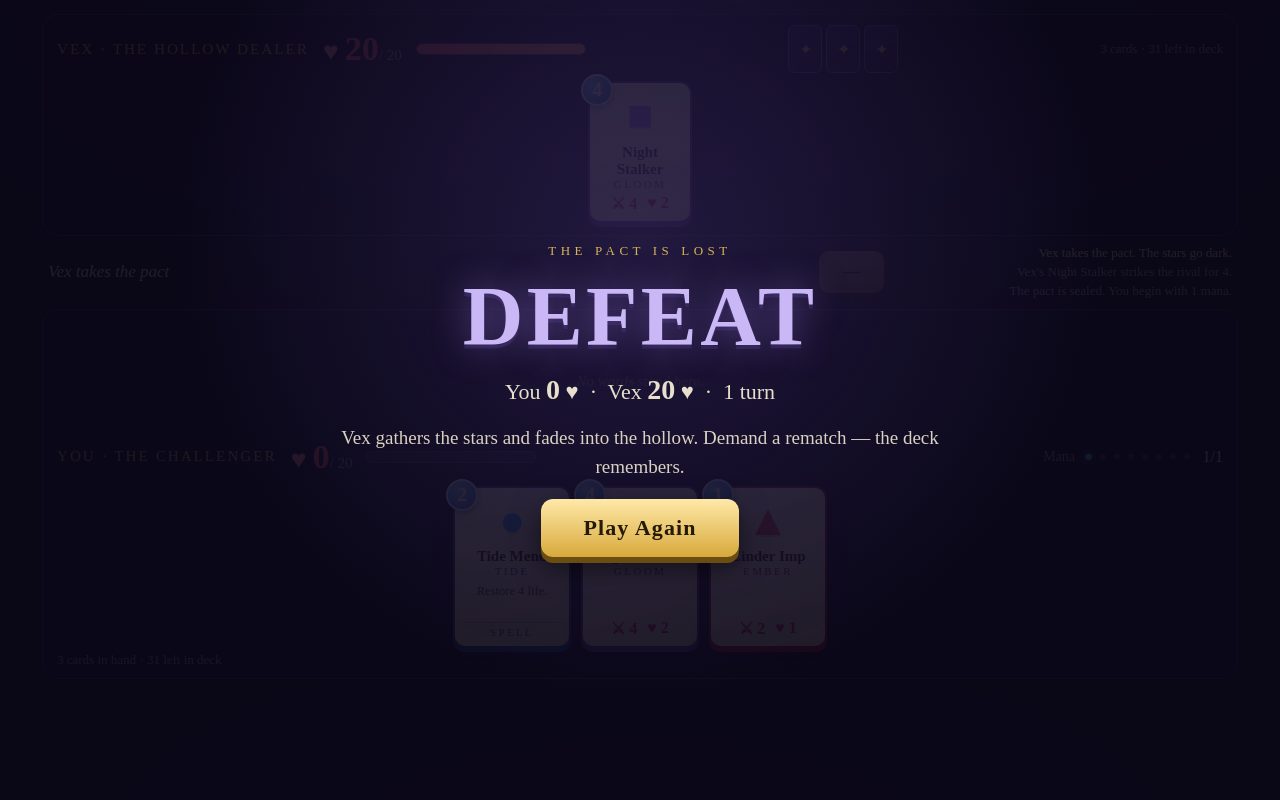 VEX · THE HOLLOW DEALER ♥ 20 / 20
3 cards · 31 left in deck
4
Night
Stalker
GLOOM
⚔ 4 ♥ 2
Vex takes the pact
—
Vex takes the pact. The stars go dark.
Vex's Night Stalker strikes the rival for 4.
The pact is sealed. You begin with 1 mana.
THE PACT IS LOST
DEFEAT
You 0 ♥ · Vex 20 ♥ · 1 turn
Vex gathers the stars and fades into the hollow. Demand a rematch — the deck
remembers.
YOU · THE CHALLENGER ♥ 0 / 20
Mana 1/1
Play Again
2
Tide
TIDE
Restore 4 life.
SPELL
4
GLOOM
⚔ 4 ♥ 2
1
Imp
EMBER
⚔ 2 ♥ 1
3 cards in hand · 31 left in deck